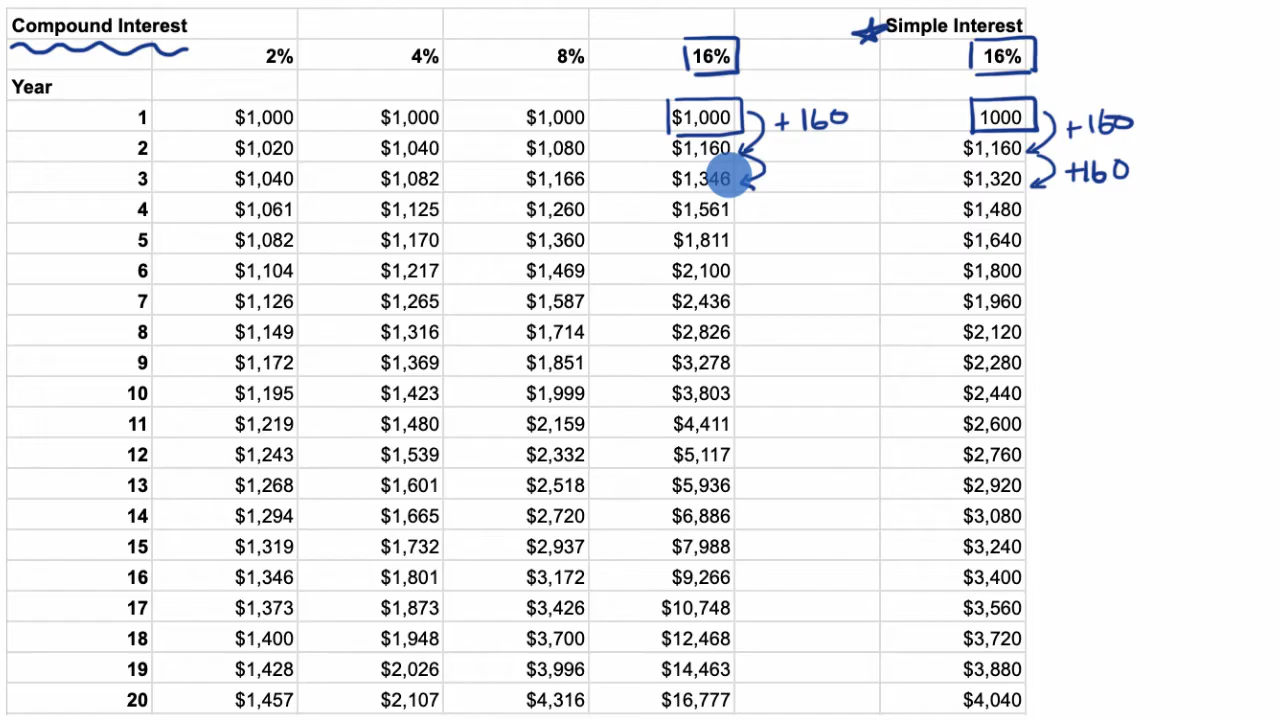 Compound Interest Simple Interest
2% 4% 8% 16% 16%
Year
1 $1,000 $1,000 $1,000 $1,000 +160 1000 +160
2 $1,020 $1,040 $1,080 $1,160 $1,160
3 $1,040 $1,082 $1,166 $1,346 $1,320 +160
4 $1,061 $1,125 $1,260 $1,561 $1,480
5 $1,082 $1,170 $1,360 $1,811 $1,640
6 $1,104 $1,217 $1,469 $2,100 $1,800
7 $1,126 $1,265 $1,587 $2,436 $1,960
8 $1,149 $1,316 $1,714 $2,826 $2,120
9 $1,172 $1,369 $1,851 $3,278 $2,280
10 $1,195 $1,423 $1,999 $3,803 $2,440
11 $1,219 $1,480 $2,159 $4,411 $2,600
12 $1,243 $1,539 $2,332 $5,117 $2,760
13 $1,268 $1,601 $2,518 $5,936 $2,920
14 $1,294 $1,665 $2,720 $6,886 $3,080
15 $1,319 $1,732 $2,937 $7,988 $3,240
16 $1,346 $1,801 $3,172 $9,266 $3,400
17 $1,373 $1,873 $3,426 $10,748 $3,560
18 $1,400 $1,948 $3,700 $12,468 $3,720
19 $1,428 $2,026 $3,996 $14,463 $3,880
20 $1,457 $2,107 $4,316 $16,777 $4,040